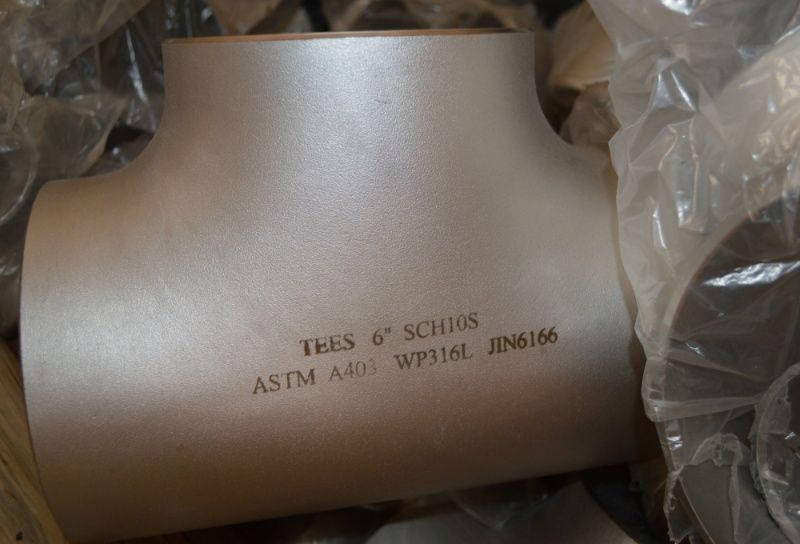 TEES 6" SCH10S
ASTM A403 WP316L JIN6166